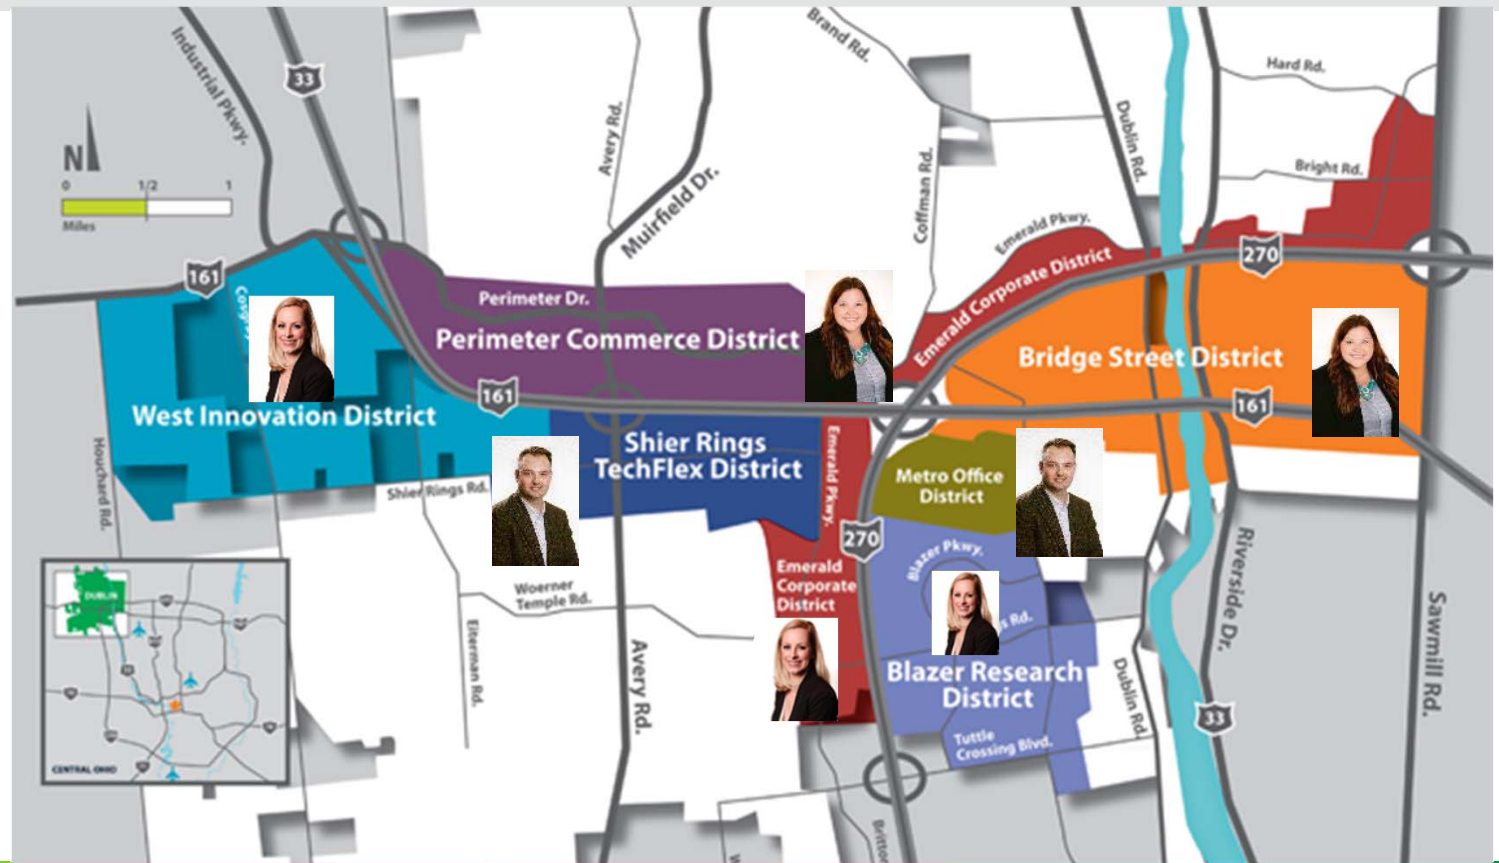 Industrial Pkwy.
33
Brand Rd.
Hard Rd.
Avery Rd.
Dublin Rd.
N
Bright Rd.
Coffman Rd.
Muirfield Dr.
0 1/2 1
Miles
Emerald Pkwy.
270
161
Emerald Corporate District
Perimeter Dr.
Perimeter Commerce District
Bridge Street District
161
161
West Innovation District
Shier Rings
TechFlex District
Emerald Pkwy.
Metro Office
District
Houchard Rd.
Shier Rings Rd.
270
Blazer Pkwy.
Riverside Dr.
Emerald
Corporate
District
Woerner
Temple Rd.
DUBLIN
Rd.
Sawmill Rd.
Eiterman Rd.
Avery Rd.
Blazer Research
District
Dublin Rd.
33
Tuttle
Crossing Blvd.
CENTRAL OHIO